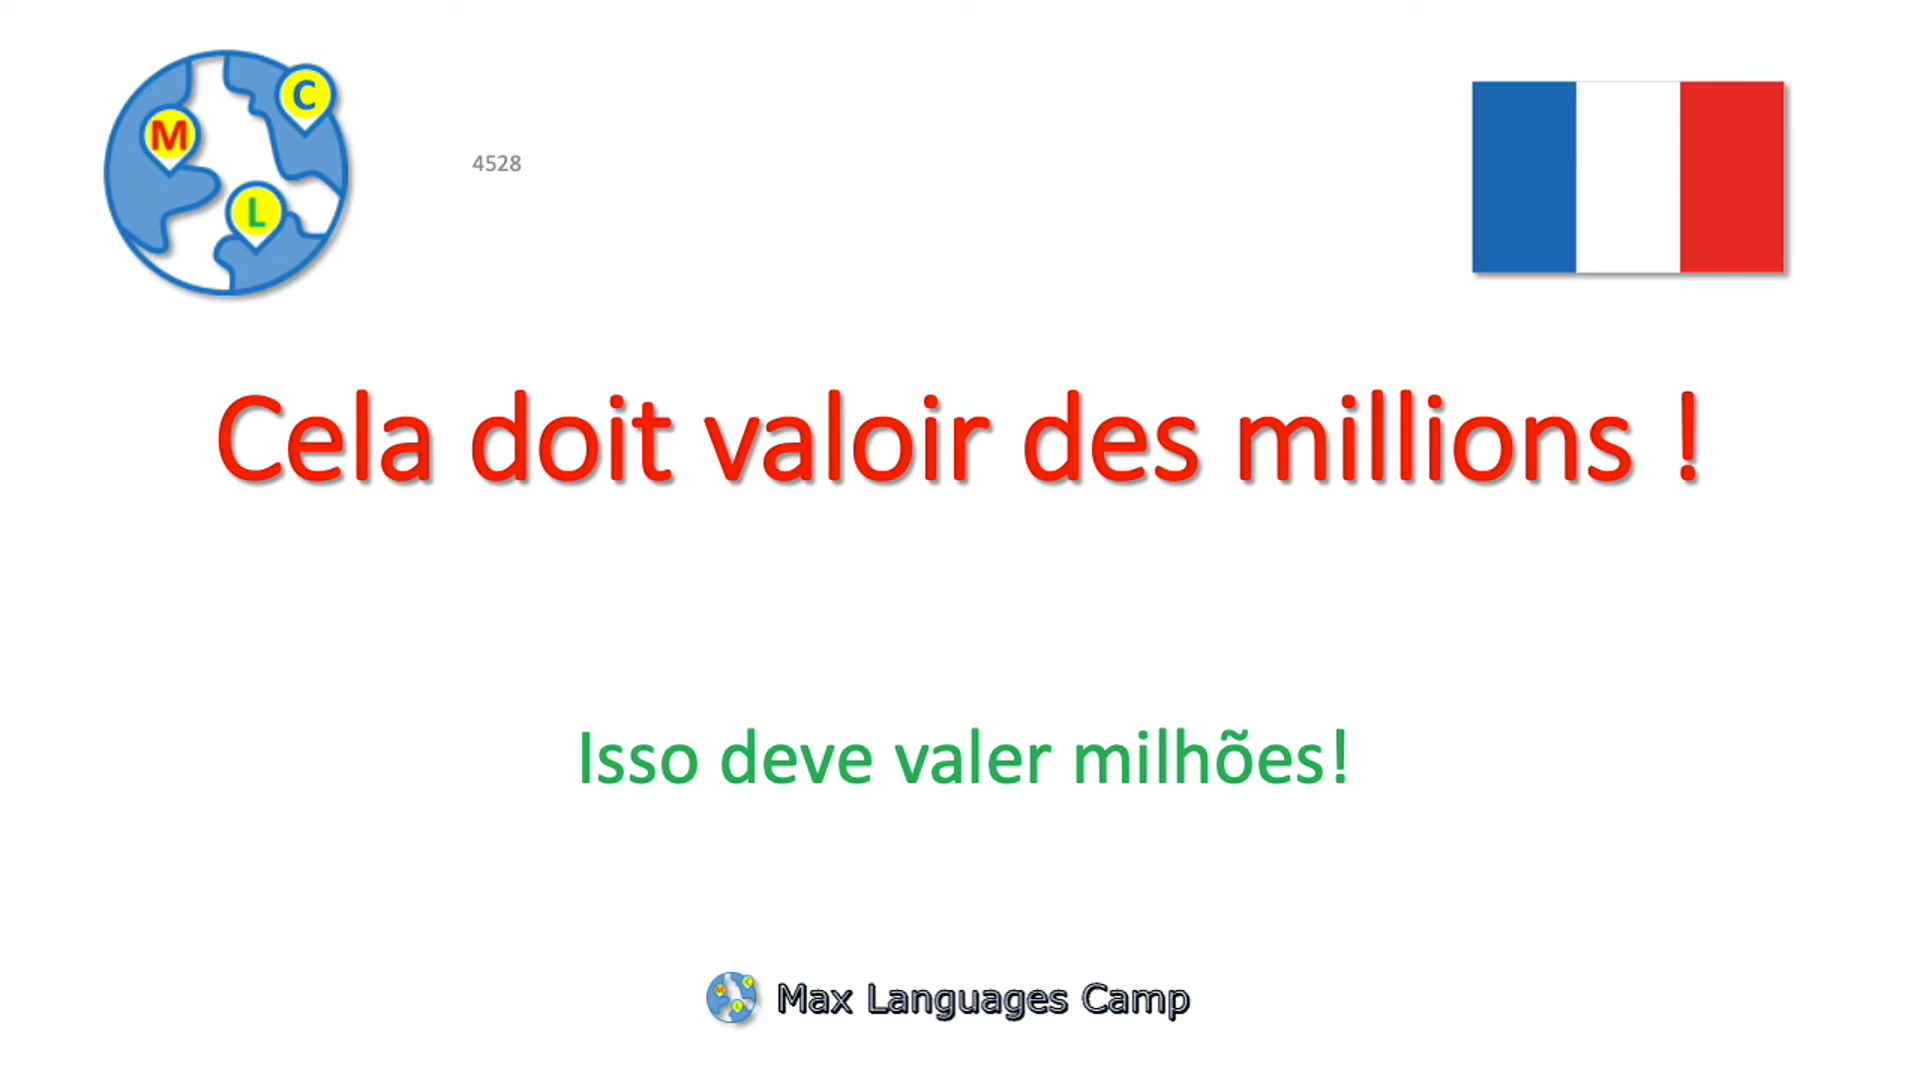 M
C
L
4528
Cela doit valoir des millions !
Isso deve valer milhões!
Max Languages Camp